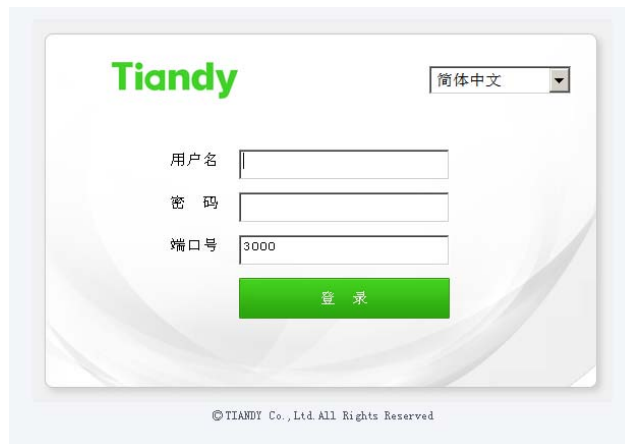 Tiandy
简体中文
用户名
密 码
端口号 3000
登 录
©TIANDY Co.,Ltd.All Rights Reserved